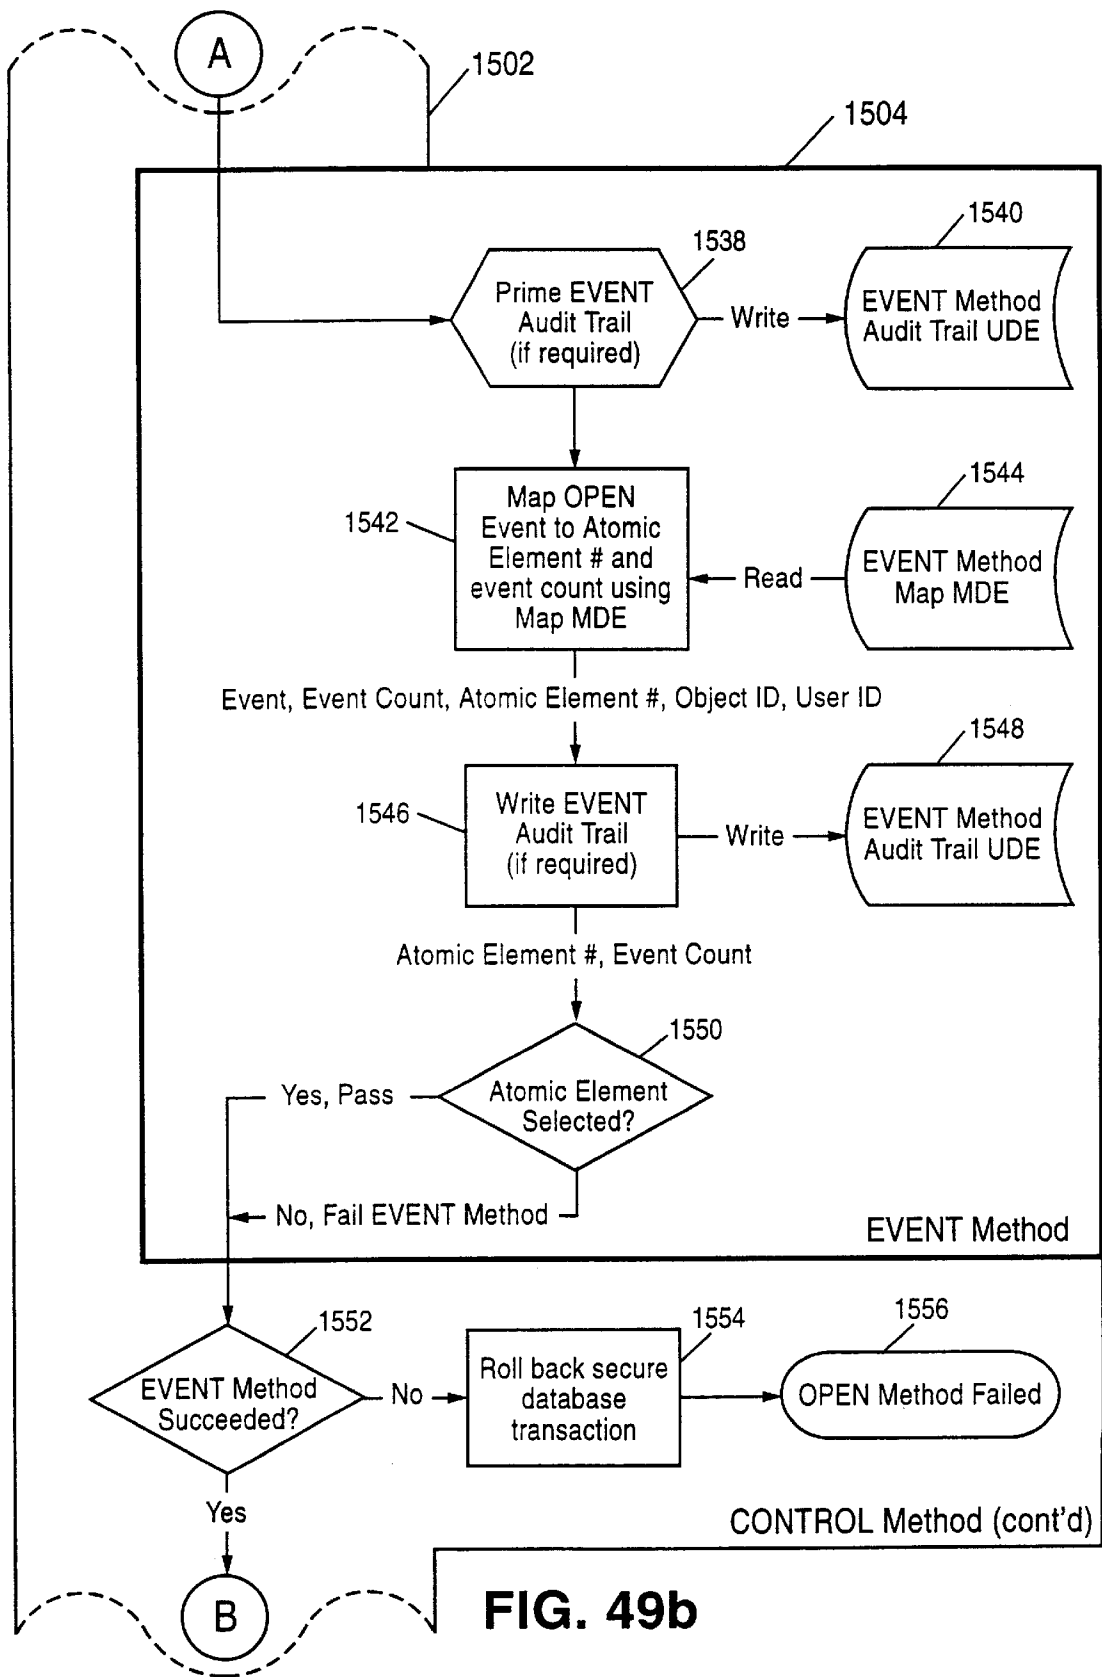 A
1502
1504
1540
1538
Prime EVENT
Audit Trail
(if required)
Write
EVENT Method
Audit Trail UDE
1544
1542
Map OPEN
Event to Atomic
Element # and
event count using
Map MDE
Read
EVENT Method
Map MDE
Event, Event Count, Atomic Element #, Object ID, User ID
1548
1546
Write EVENT
Audit Trail
(if required)
Write
EVENT Method
Audit Trail UDE
Atomic Element #, Event Count
1550
Yes, Pass
Atomic Element
Selected?
No, Fail EVENT Method
EVENT Method
1552
1554
1556
EVENT Method
Succeeded?
No
Roll back secure
database
transaction
OPEN Method Failed
Yes
CONTROL Method (cont'd)
B
FIG. 49b